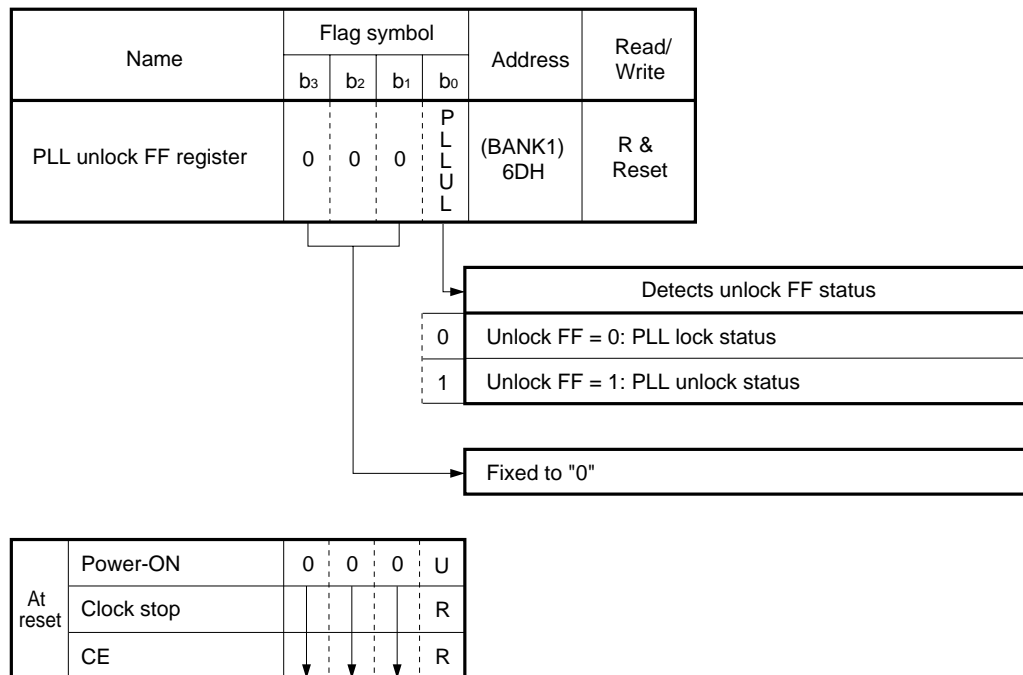 Name
Flag symbol
b3 b2 b1 b0
Address
Read/
Write
PLL unlock FF register
0 0 0
P
L
L
U
L
(BANK1)
6DH
R &
Reset
Detects unlock FF status
0 Unlock FF = 0: PLL lock status
1 Unlock FF = 1: PLL unlock status
Fixed to "0"
At
reset
Power-ON 0 0 0 U
Clock stop R
CE R